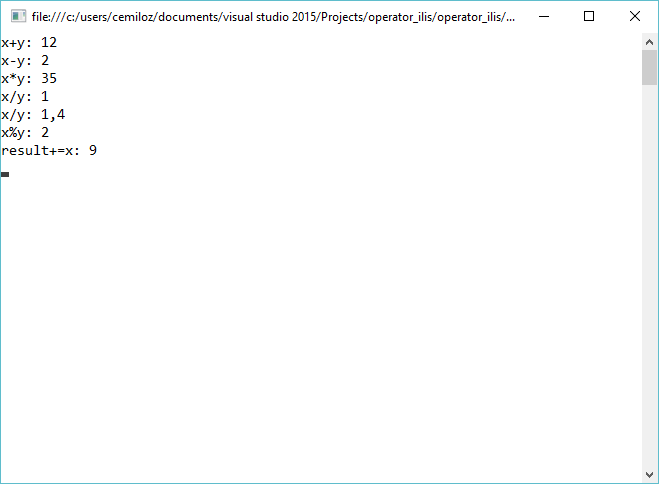 file:///c:/users/cemiloz/documents/visual studio 2015/Projects/operator_ilis/operator_ilis/...
x+y: 12
x-y: 2
x*y: 35
x/y: 1
x/y: 1,4
x%y: 2
result+=x: 9